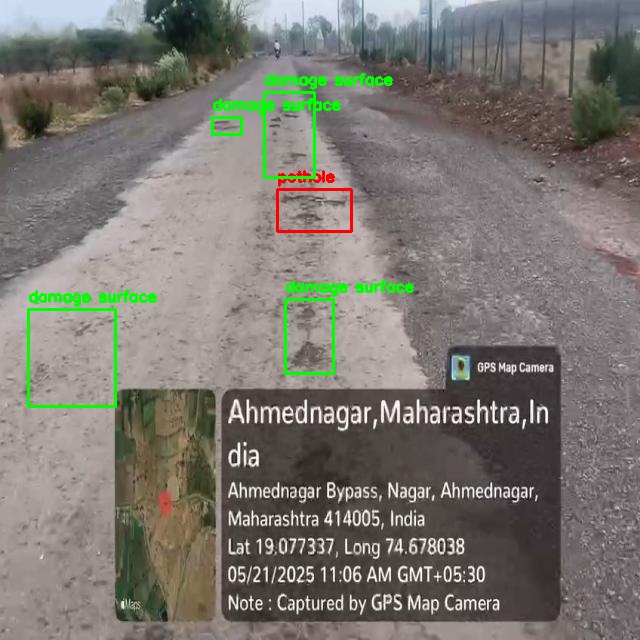 damage surface
damage surface
pothole
damage surface
damage surface
GPS Map Camera
Ahmednagar,Maharashtra,In
dia
Ahmednagar Bypass, Nagar, Ahmednagar,
Maharashtra 414005, India
Lat 19.077337, Long 74.678038
05/21/2025 11:06 AM GMT+05:30
Note : Captured by GPS Map Camera
Maps